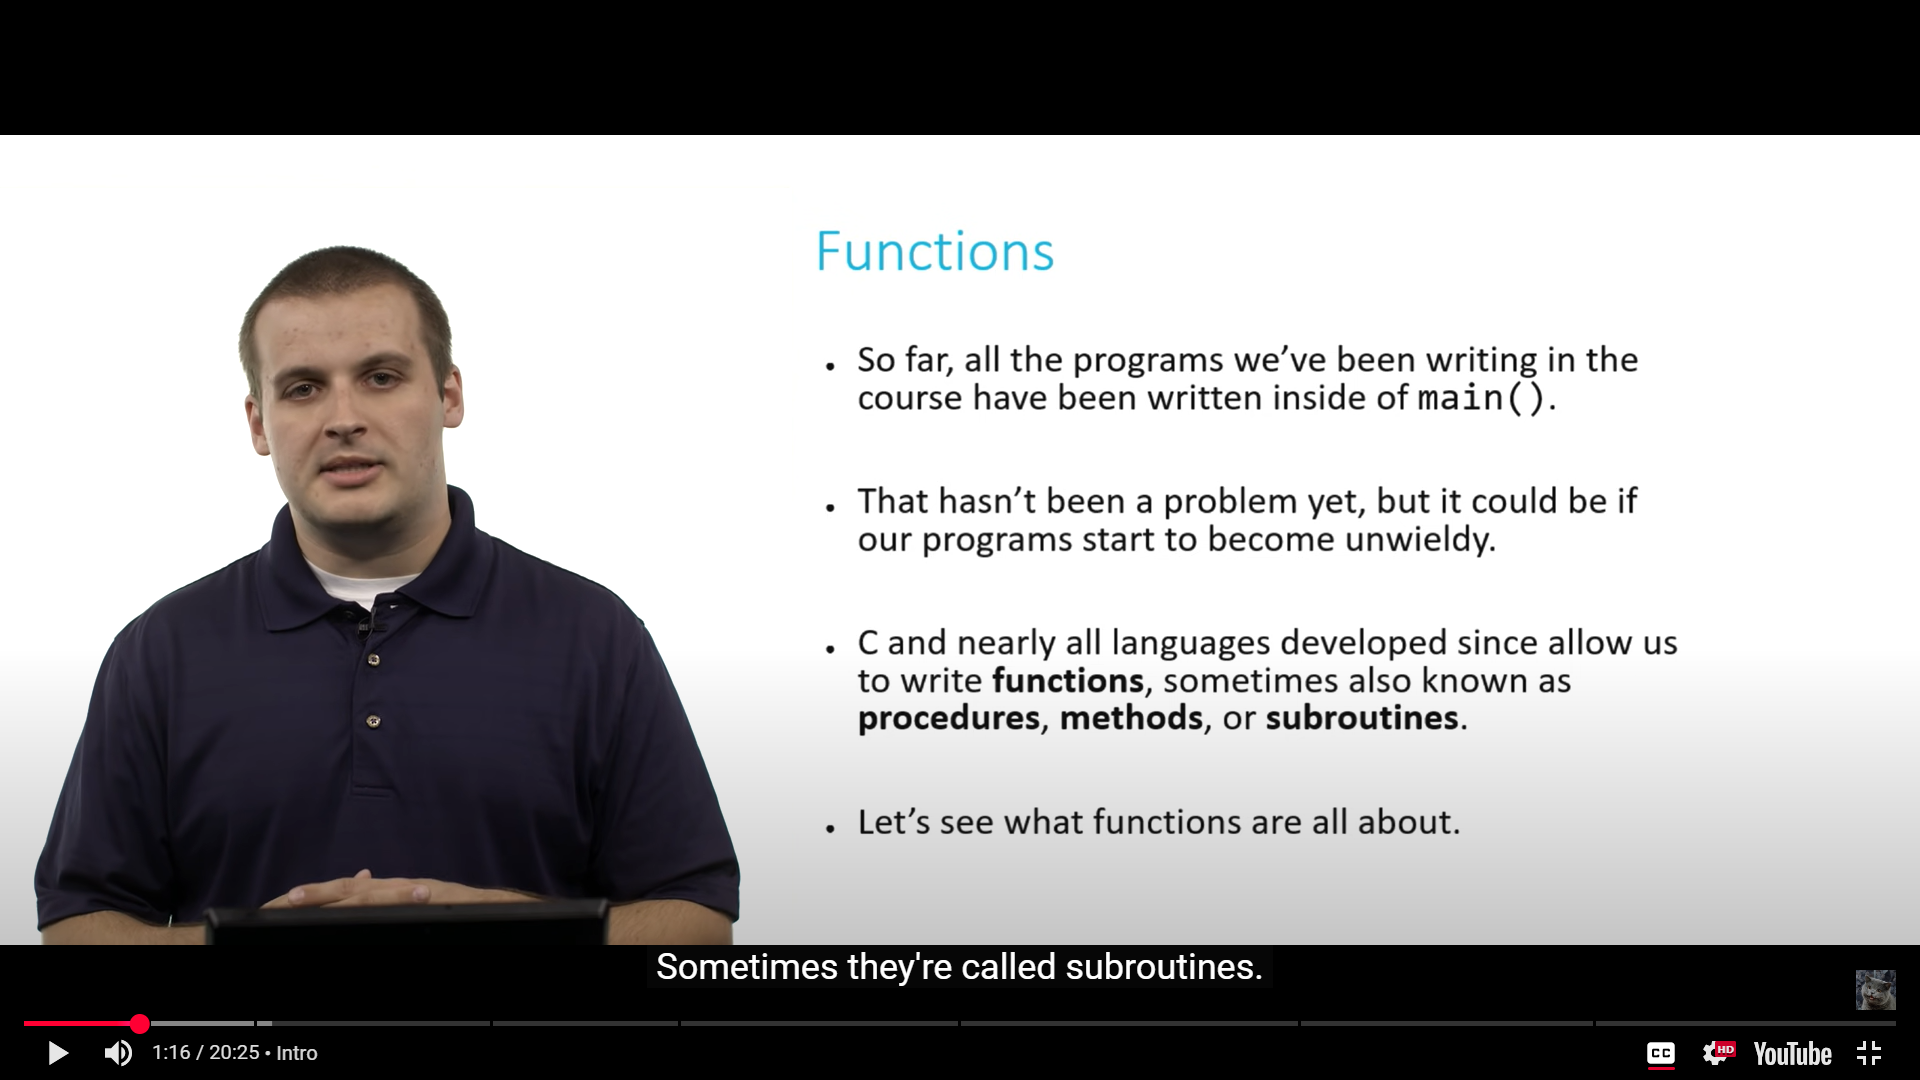 Functions
• So far, all the programs we've been writing in the
course have been written inside of main().
• That hasn't been a problem yet, but it could be if
our programs start to become unwieldy.
• C and nearly all languages developed since allow us
to write functions, sometimes also known as
procedures, methods, or subroutines.
• Let's see what functions are all about.
Sometimes they're called subroutines.
1:16 / 20:25 • Intro
CC
HD
YouTube